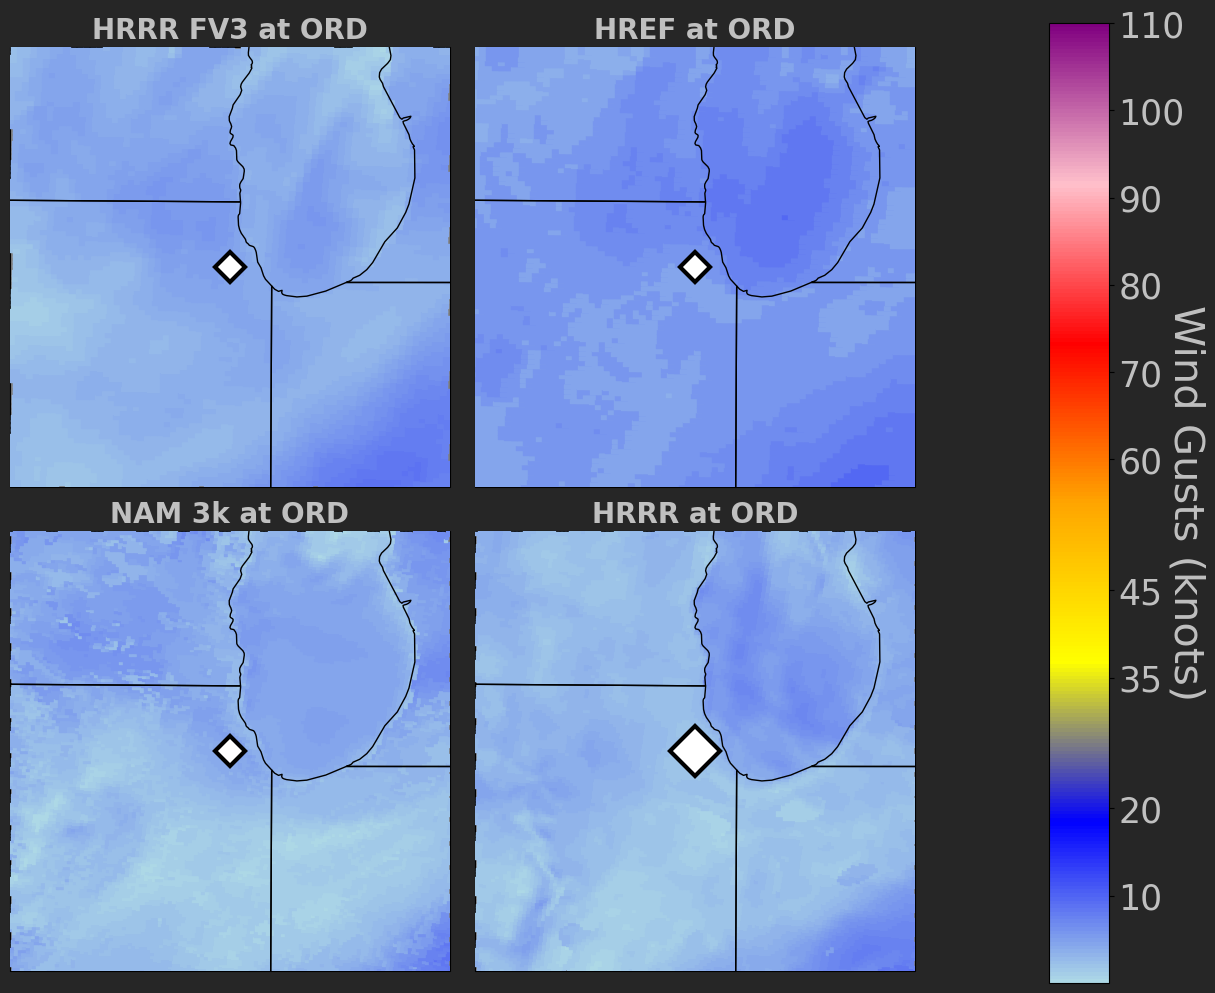 HRRR FV3 at ORD
HREF at ORD
NAM 3k at ORD
HRRR at ORD
110
100
90
80
70
60
45
35
20
10
Wind Gusts (knots)